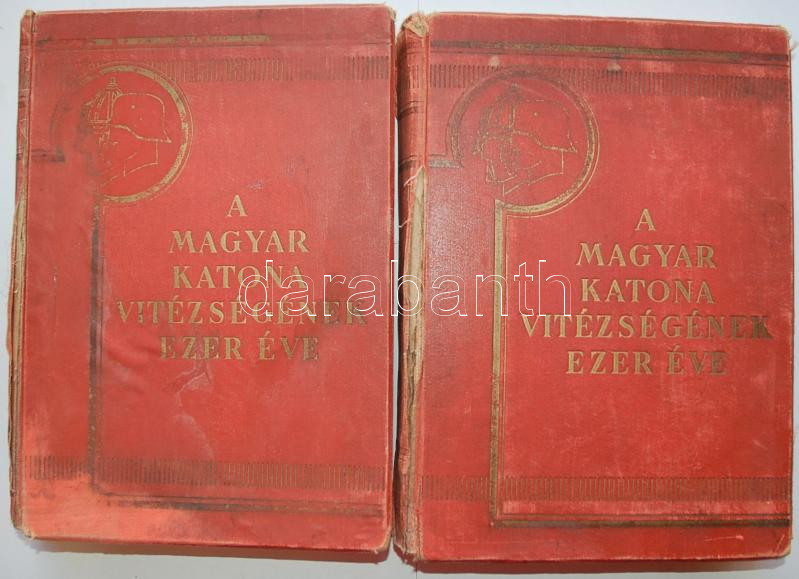 A
MAGYAR
KATONA
VITÉZSÉGÉNEK
EZER ÉVE
A
MAGYAR
KATONA
VITÉZSÉGÉNEK
EZER ÉVE
darabanth